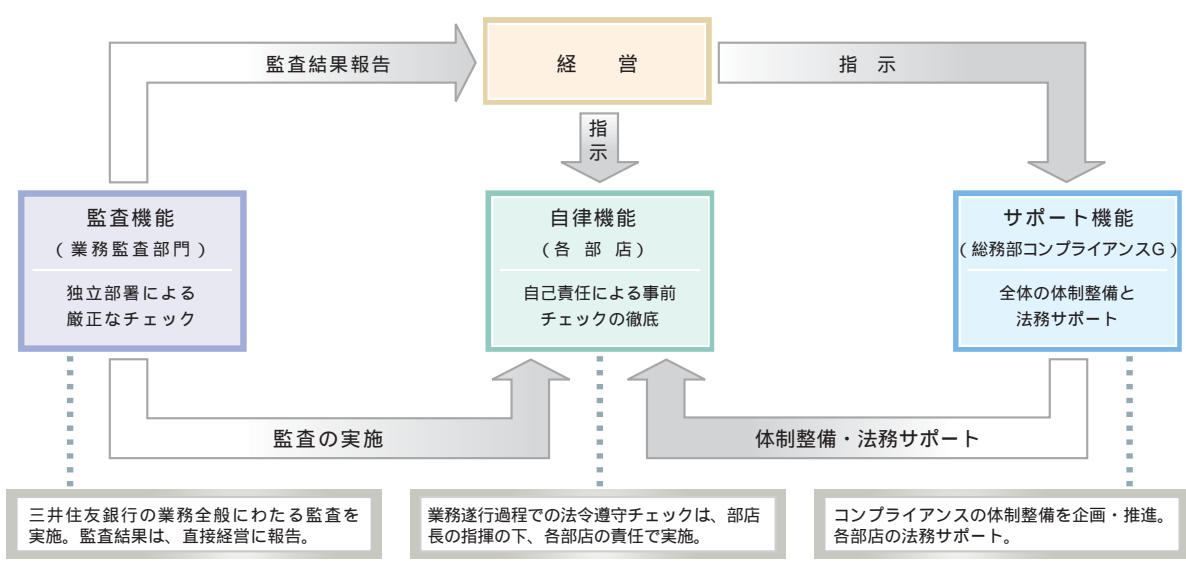 監査結果報告
経 営
指 示
指
示
監査機能
(業務監査部門)
独立部署による
厳正なチェック
自律機能
(各 部 店)
自己責任による事前
チェックの徹底
サポート機能
(総務部コンプライアンスG)
全体の体制整備と
法務サポート
監査の実施
体制整備・法務サポート
三井住友銀行の業務全般にわたる監査を
実施。監査結果は、直接経営に報告。
業務遂行過程での法令遵守チェックは、部店
長の指揮の下、各部店の責任で実施。
コンプライアンスの体制整備を企画・推進。
各部店の法務サポート。